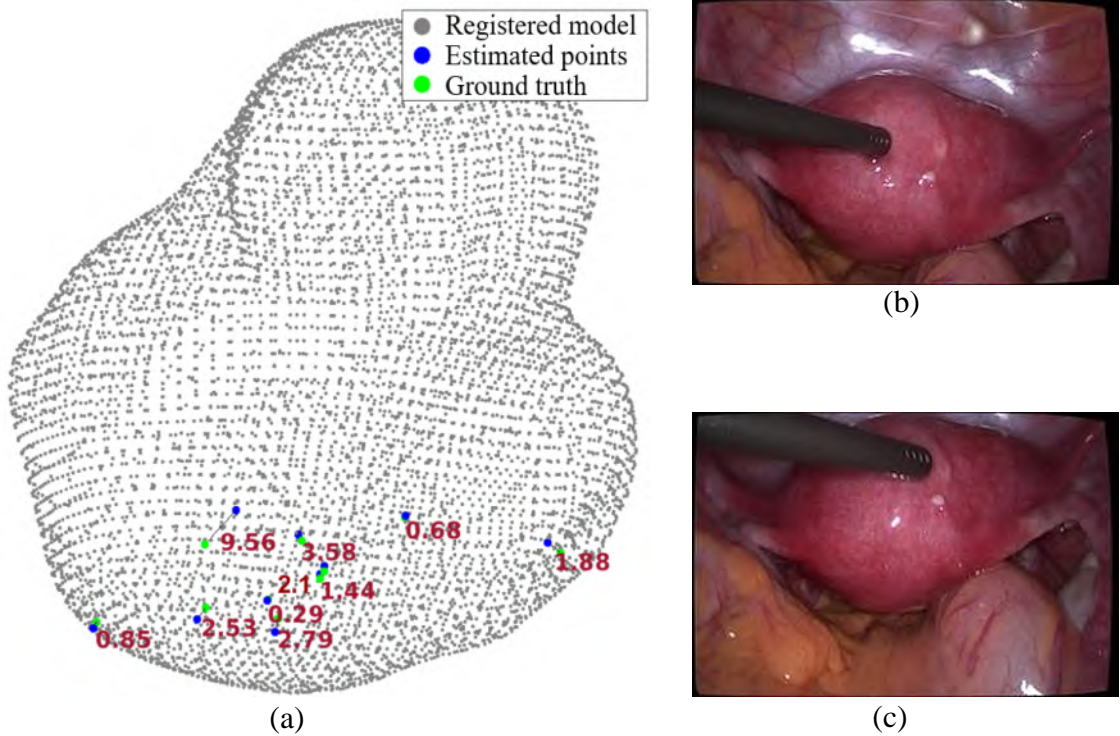 Registered model
Estimated points
Ground truth
(b)
9.56
3.58
0.68
1.88
2.1
1.44
0.29
2.53
2.79
0.85
(a)
(c)